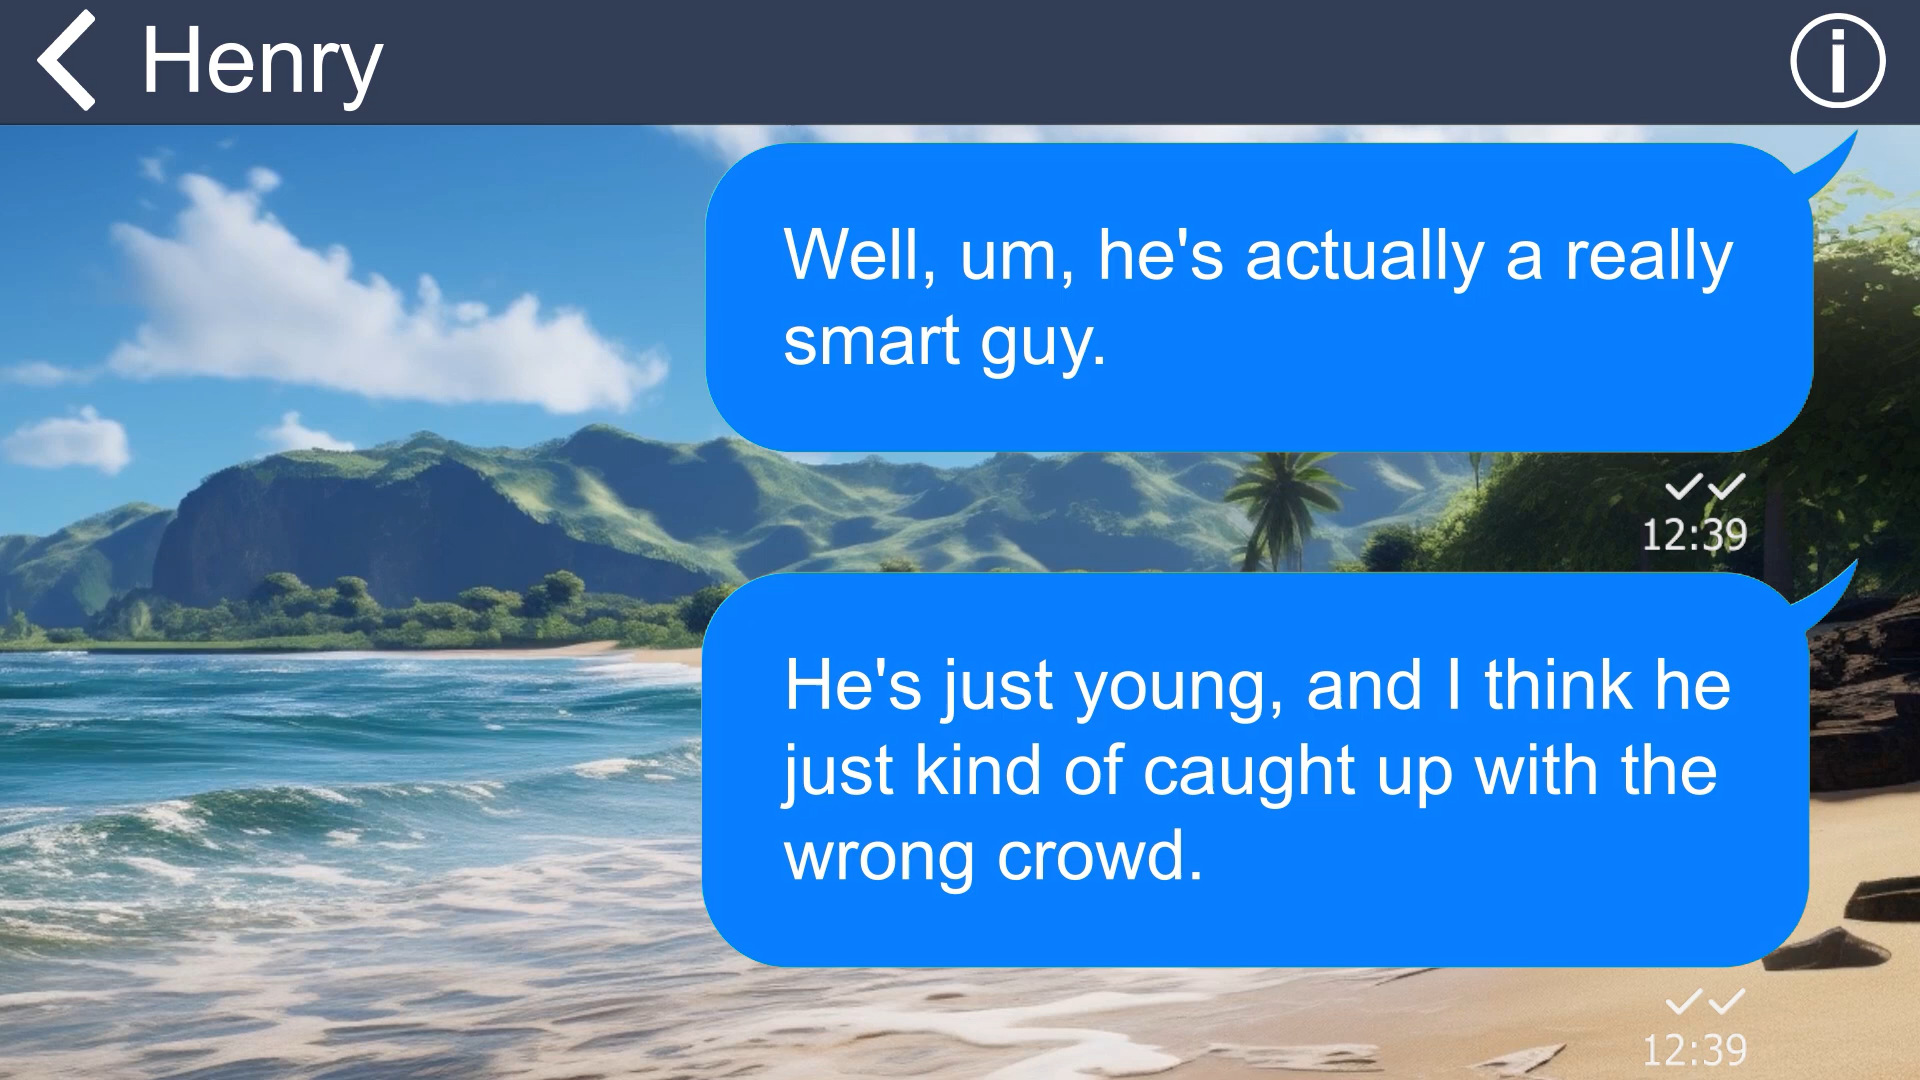 Henry
Well, um, he's actually a really
smart guy.
12:39
He's just young, and I think he
just kind of caught up with the
wrong crowd.
12:39